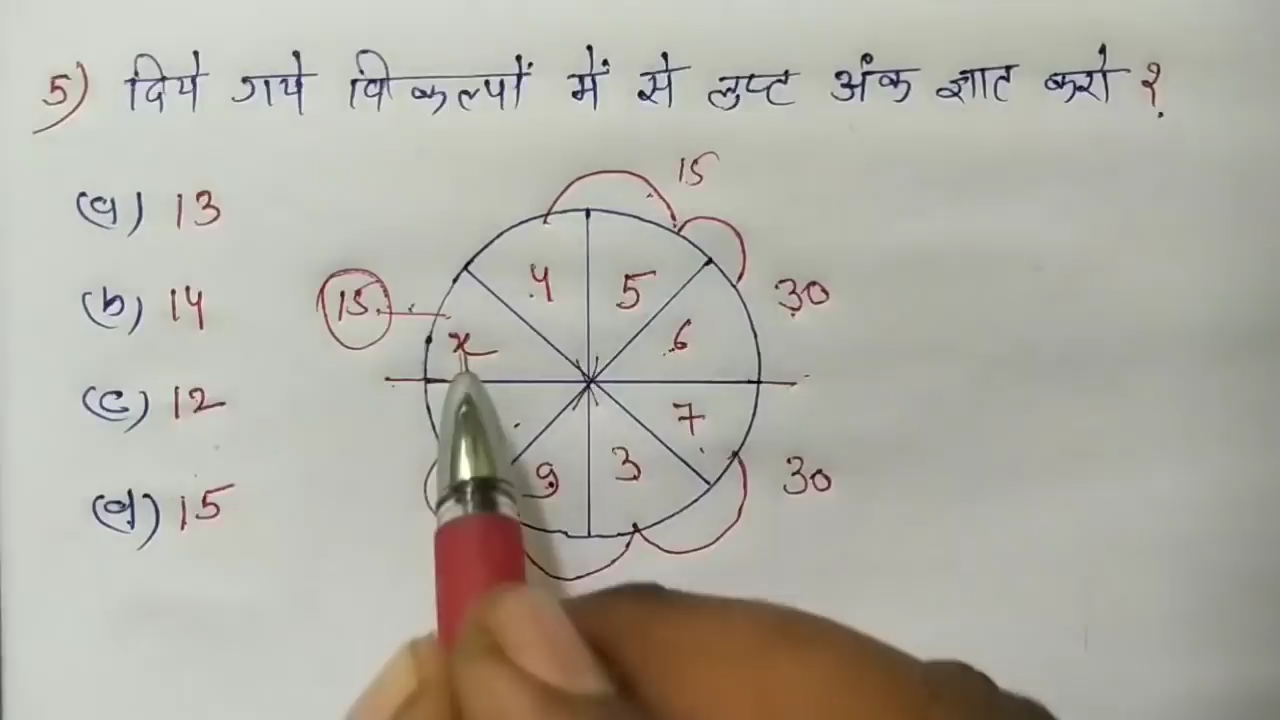 5) दिये गये विकल्पों में से लुप्त अंक ज्ञात करो ?
(a) 13
(b) 14
(c) 12
(d) 15
15
4 5
15 30
x 6
7
9 3 30